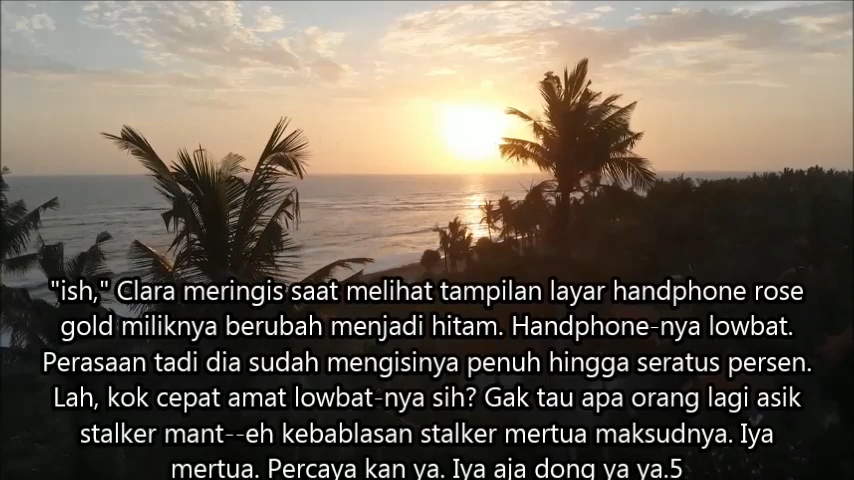 "ish," Clara meringis saat melihat tampilan layar handphone rose
gold miliknya berubah menjadi hitam. Handphone-nya lowbat.
Perasaan tadi dia sudah mengisinya penuh hingga seratus persen.
Lah, kok cepat amat lowbat-nya sih? Gak tau apa orang lagi asik
stalker mant--eh kebablasan stalker mertua maksudnya. Iya
mertua. Percaya kan ya. Iya aja dong ya ya.5